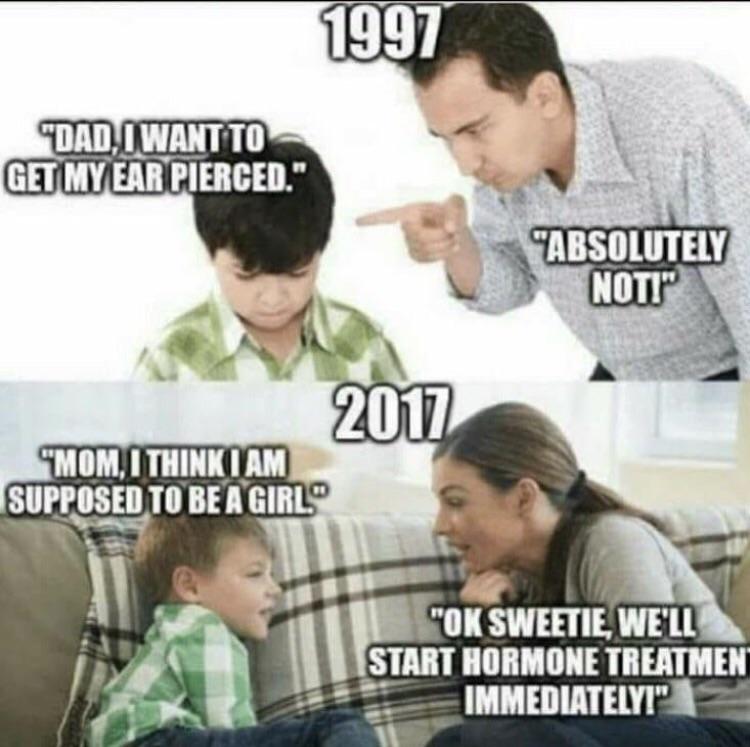 1997
"DAD, I WANT TO
GET MY EAR PIERCED."
"ABSOLUTELY
NOT!"
2017
"MOM, I THINK I AM
SUPPOSED TO BE A GIRL."
"OK SWEETIE, WE'LL
START HORMONE TREATMEN
IMMEDIATELY!"